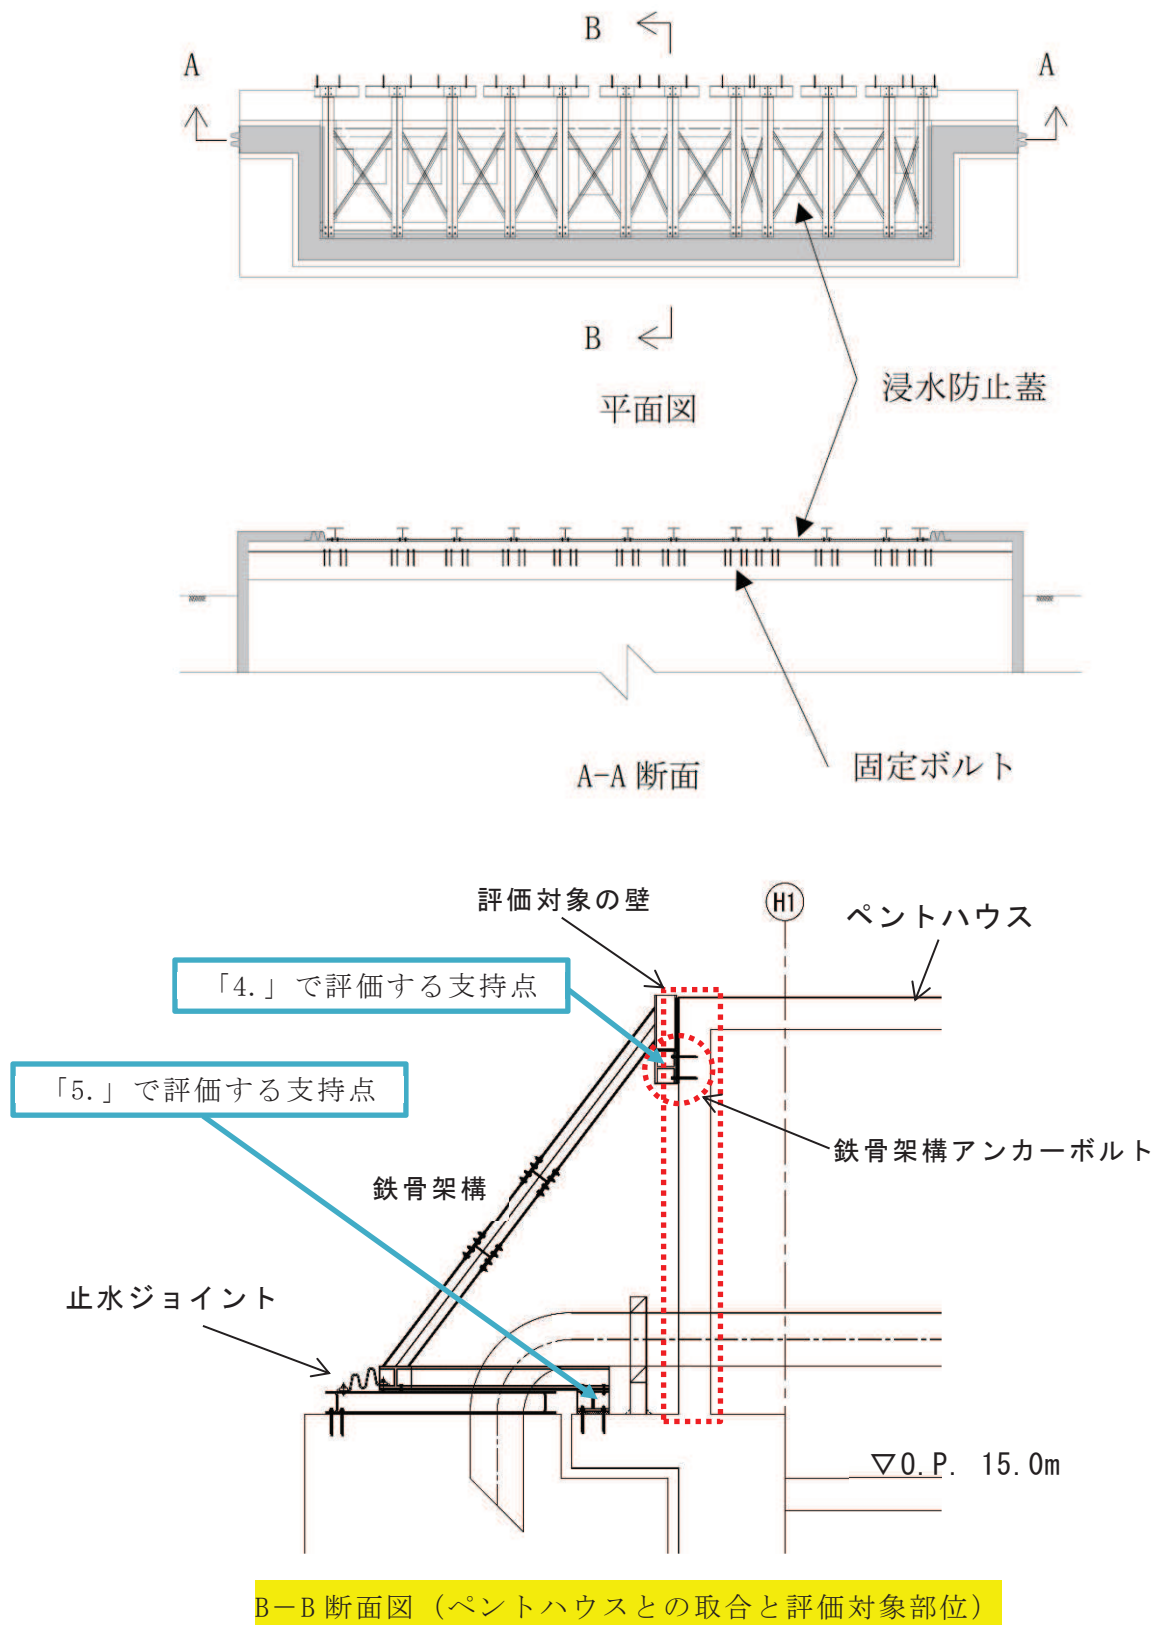 B
A
A
B
浸水防止蓋
平面図
固定ボルト
A-A 断面
評価対象の壁
H1
ペントハウス
「4.」で評価する支持点
「5.」で評価する支持点
鉄骨架構アンカーボルト
鉄骨架構
止水ジョイント
▽O.P. 15.0m
B－B 断面図（ペントハウスとの取合と評価対象部位）